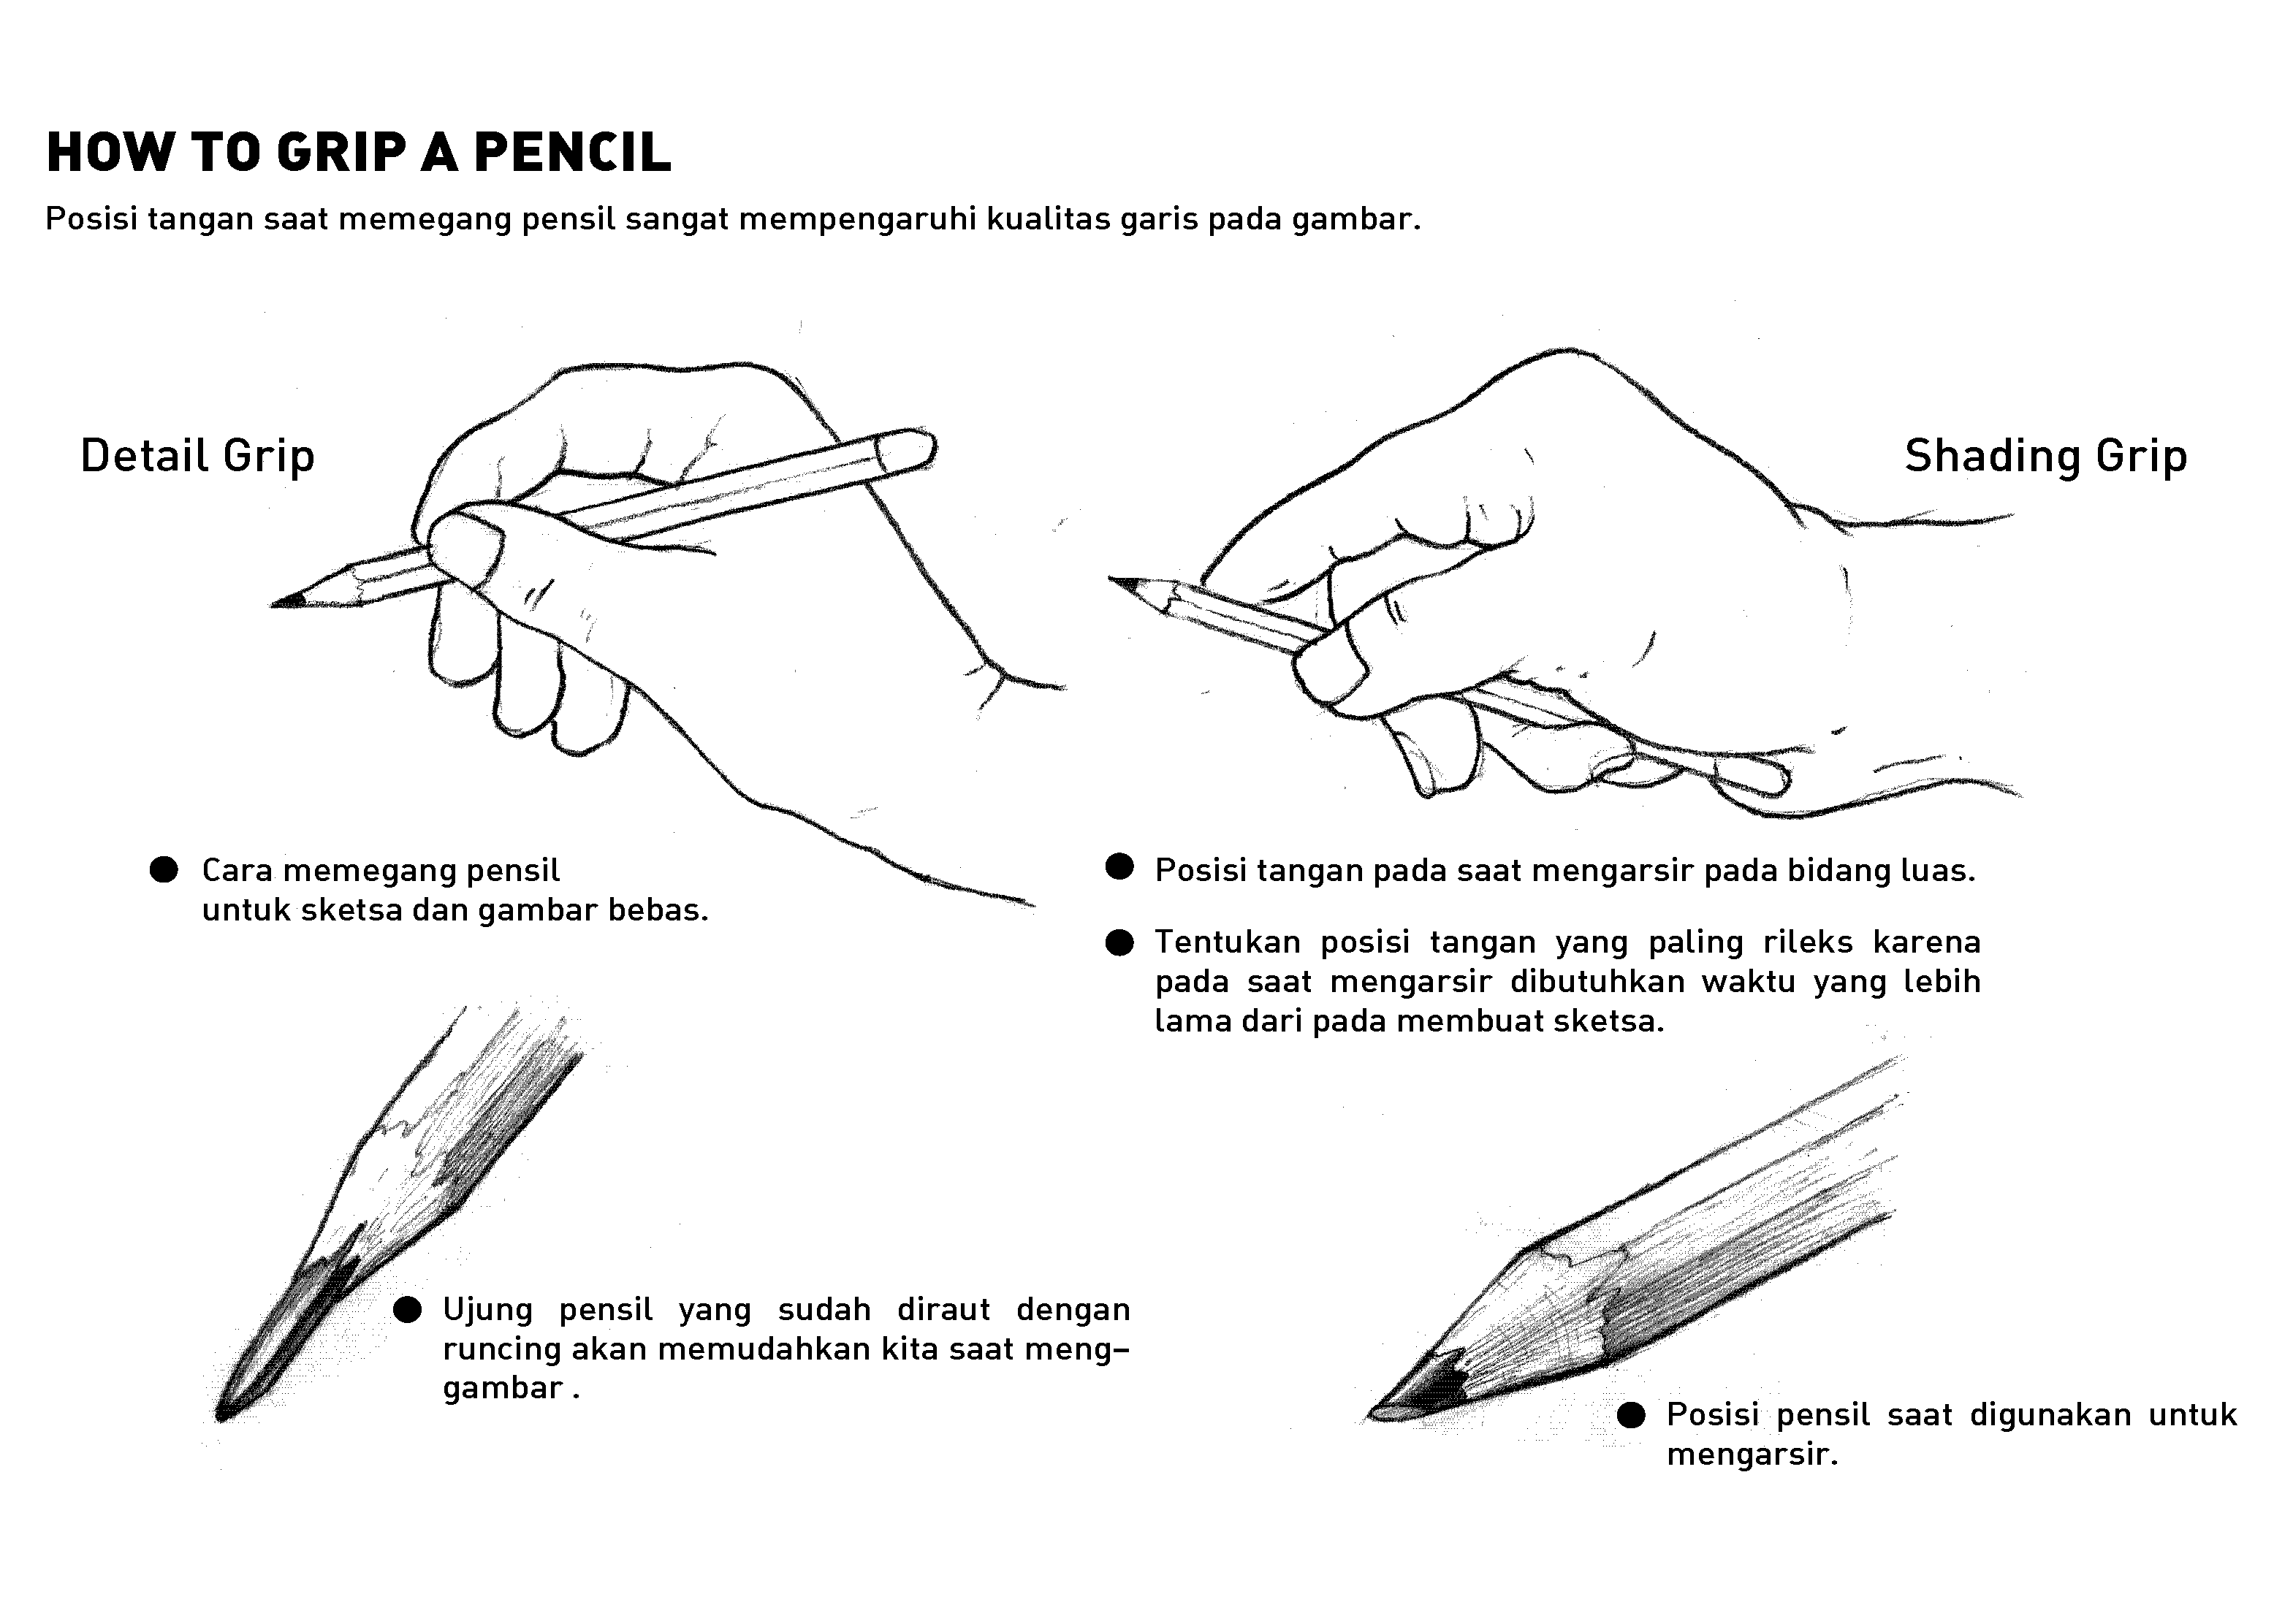 HOW TO GRIP A PENCIL
Posisi tangan saat memegang pensil sangat mempengaruhi kualitas garis pada gambar.
Detail Grip
Shading Grip
● Cara memegang pensil
untuk sketsa dan gambar bebas.
● Posisi tangan pada saat mengarsir pada bidang luas.
● Tentukan posisi tangan yang paling rileks karena
pada saat mengarsir dibutuhkan waktu yang lebih
lama dari pada membuat sketsa.
● Ujung pensil yang sudah diraut dengan
runcing akan memudahkan kita saat meng–
gambar .
● Posisi pensil saat digunakan untuk
mengarsir.